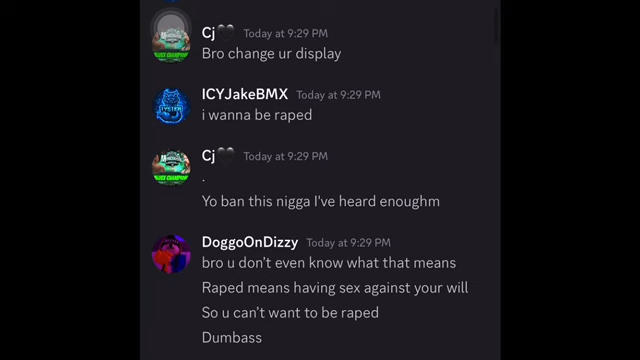 Cj🖤 Today at 9:29 PM
Bro change ur display
ICYJakeBMX Today at 9:29 PM
i wanna be raped
Cj🖤 Today at 9:29 PM
.
Yo ban this nigga I've heard enoughm
DoggoOnDizzy Today at 9:29 PM
bro u don't even know what that means
Raped means having sex against your will
So u can't want to be raped
Dumbass